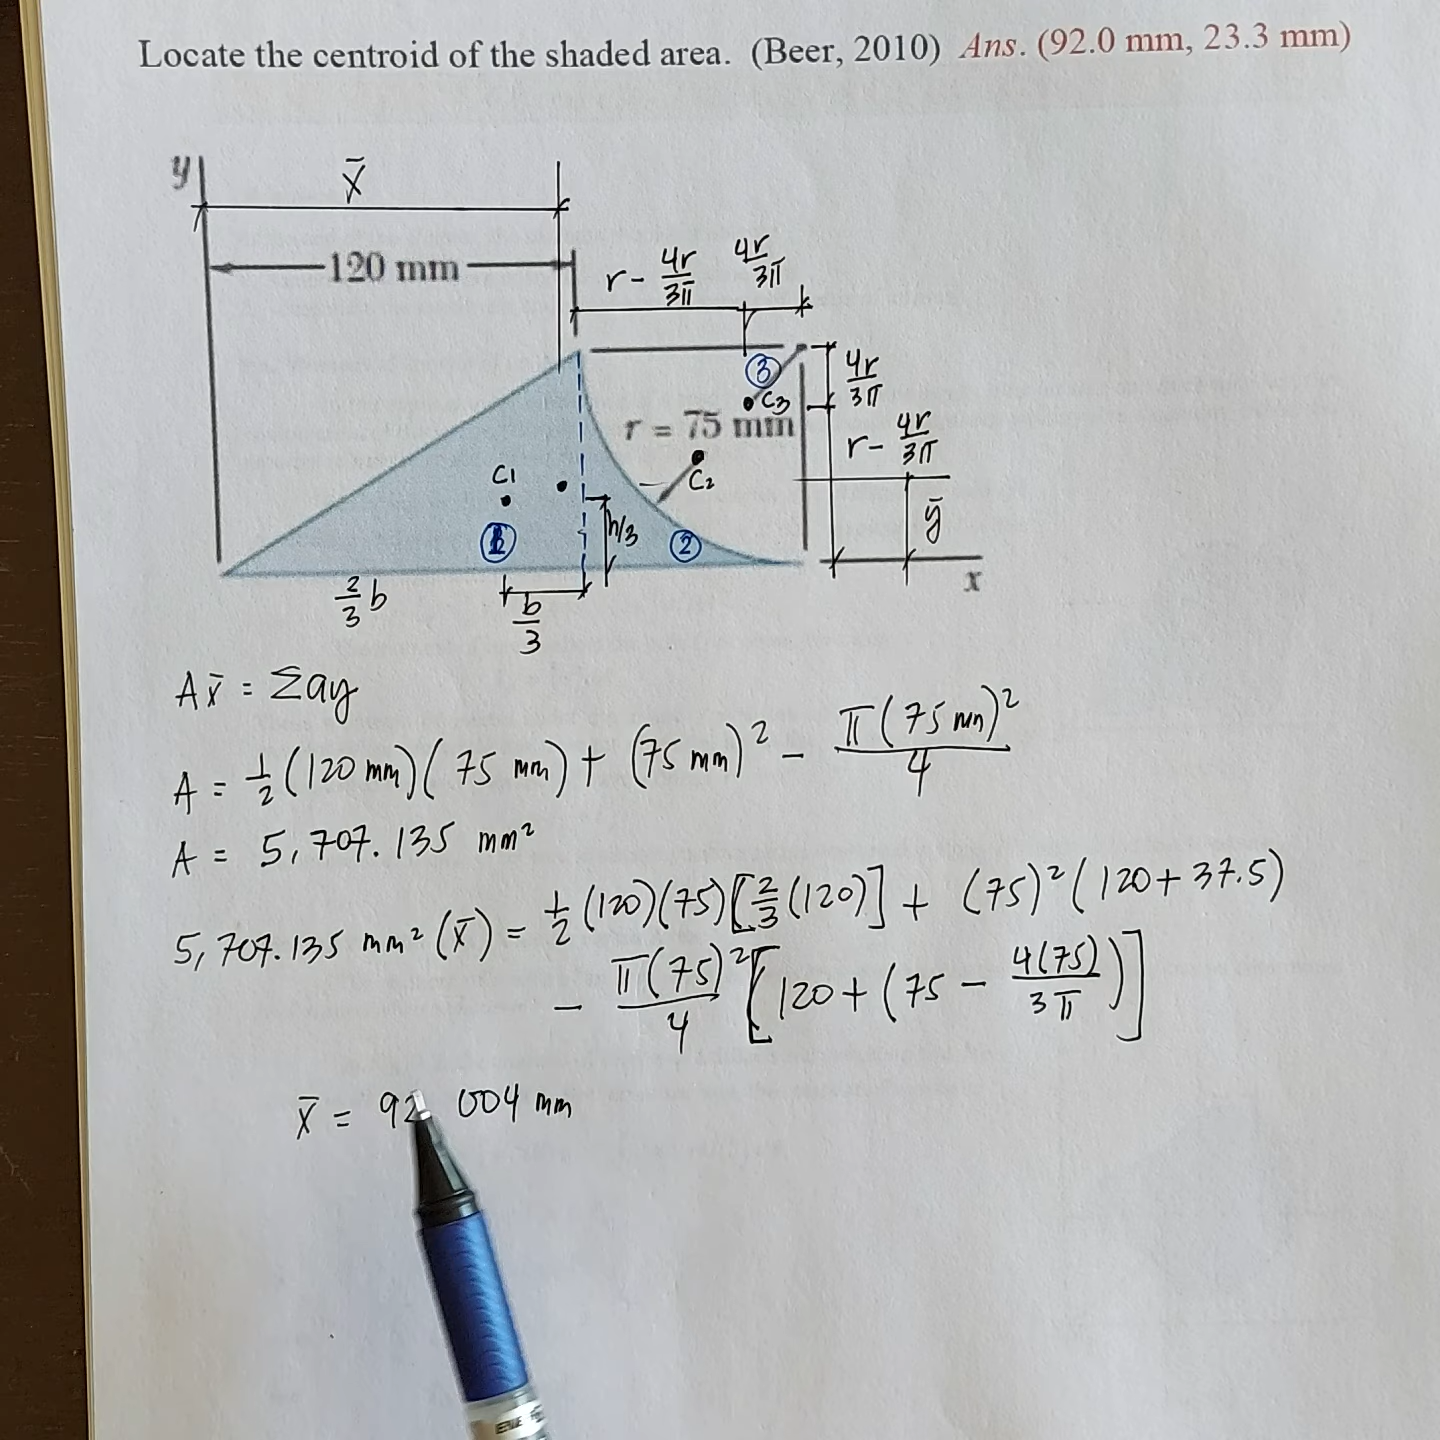 Locate the centroid of the shaded area. (Beer, 2010) Ans. (92.0 mm, 23.3 mm)
y
x̄
120 mm
r - 4r/3π 4r/3π
3
C3
4r/3π
r = 75 mm
r - 4r/3π
C1
C2
h/3
ȳ
1
2
x
2/3 b
b/3
Ax̄ = Σay
A = 1/2 (120 mm)(75 mm) + (75 mm)² - π(75 mm)²/4
A = 5,707.135 mm²
5,707.135 mm² (x̄) = 1/2 (120)(75)[2/3 (120)] + (75)² (120 + 37.5)
- π(75)²/4 [120 + (75 - 4(75)/3π)]
x̄ = 92 004 mm